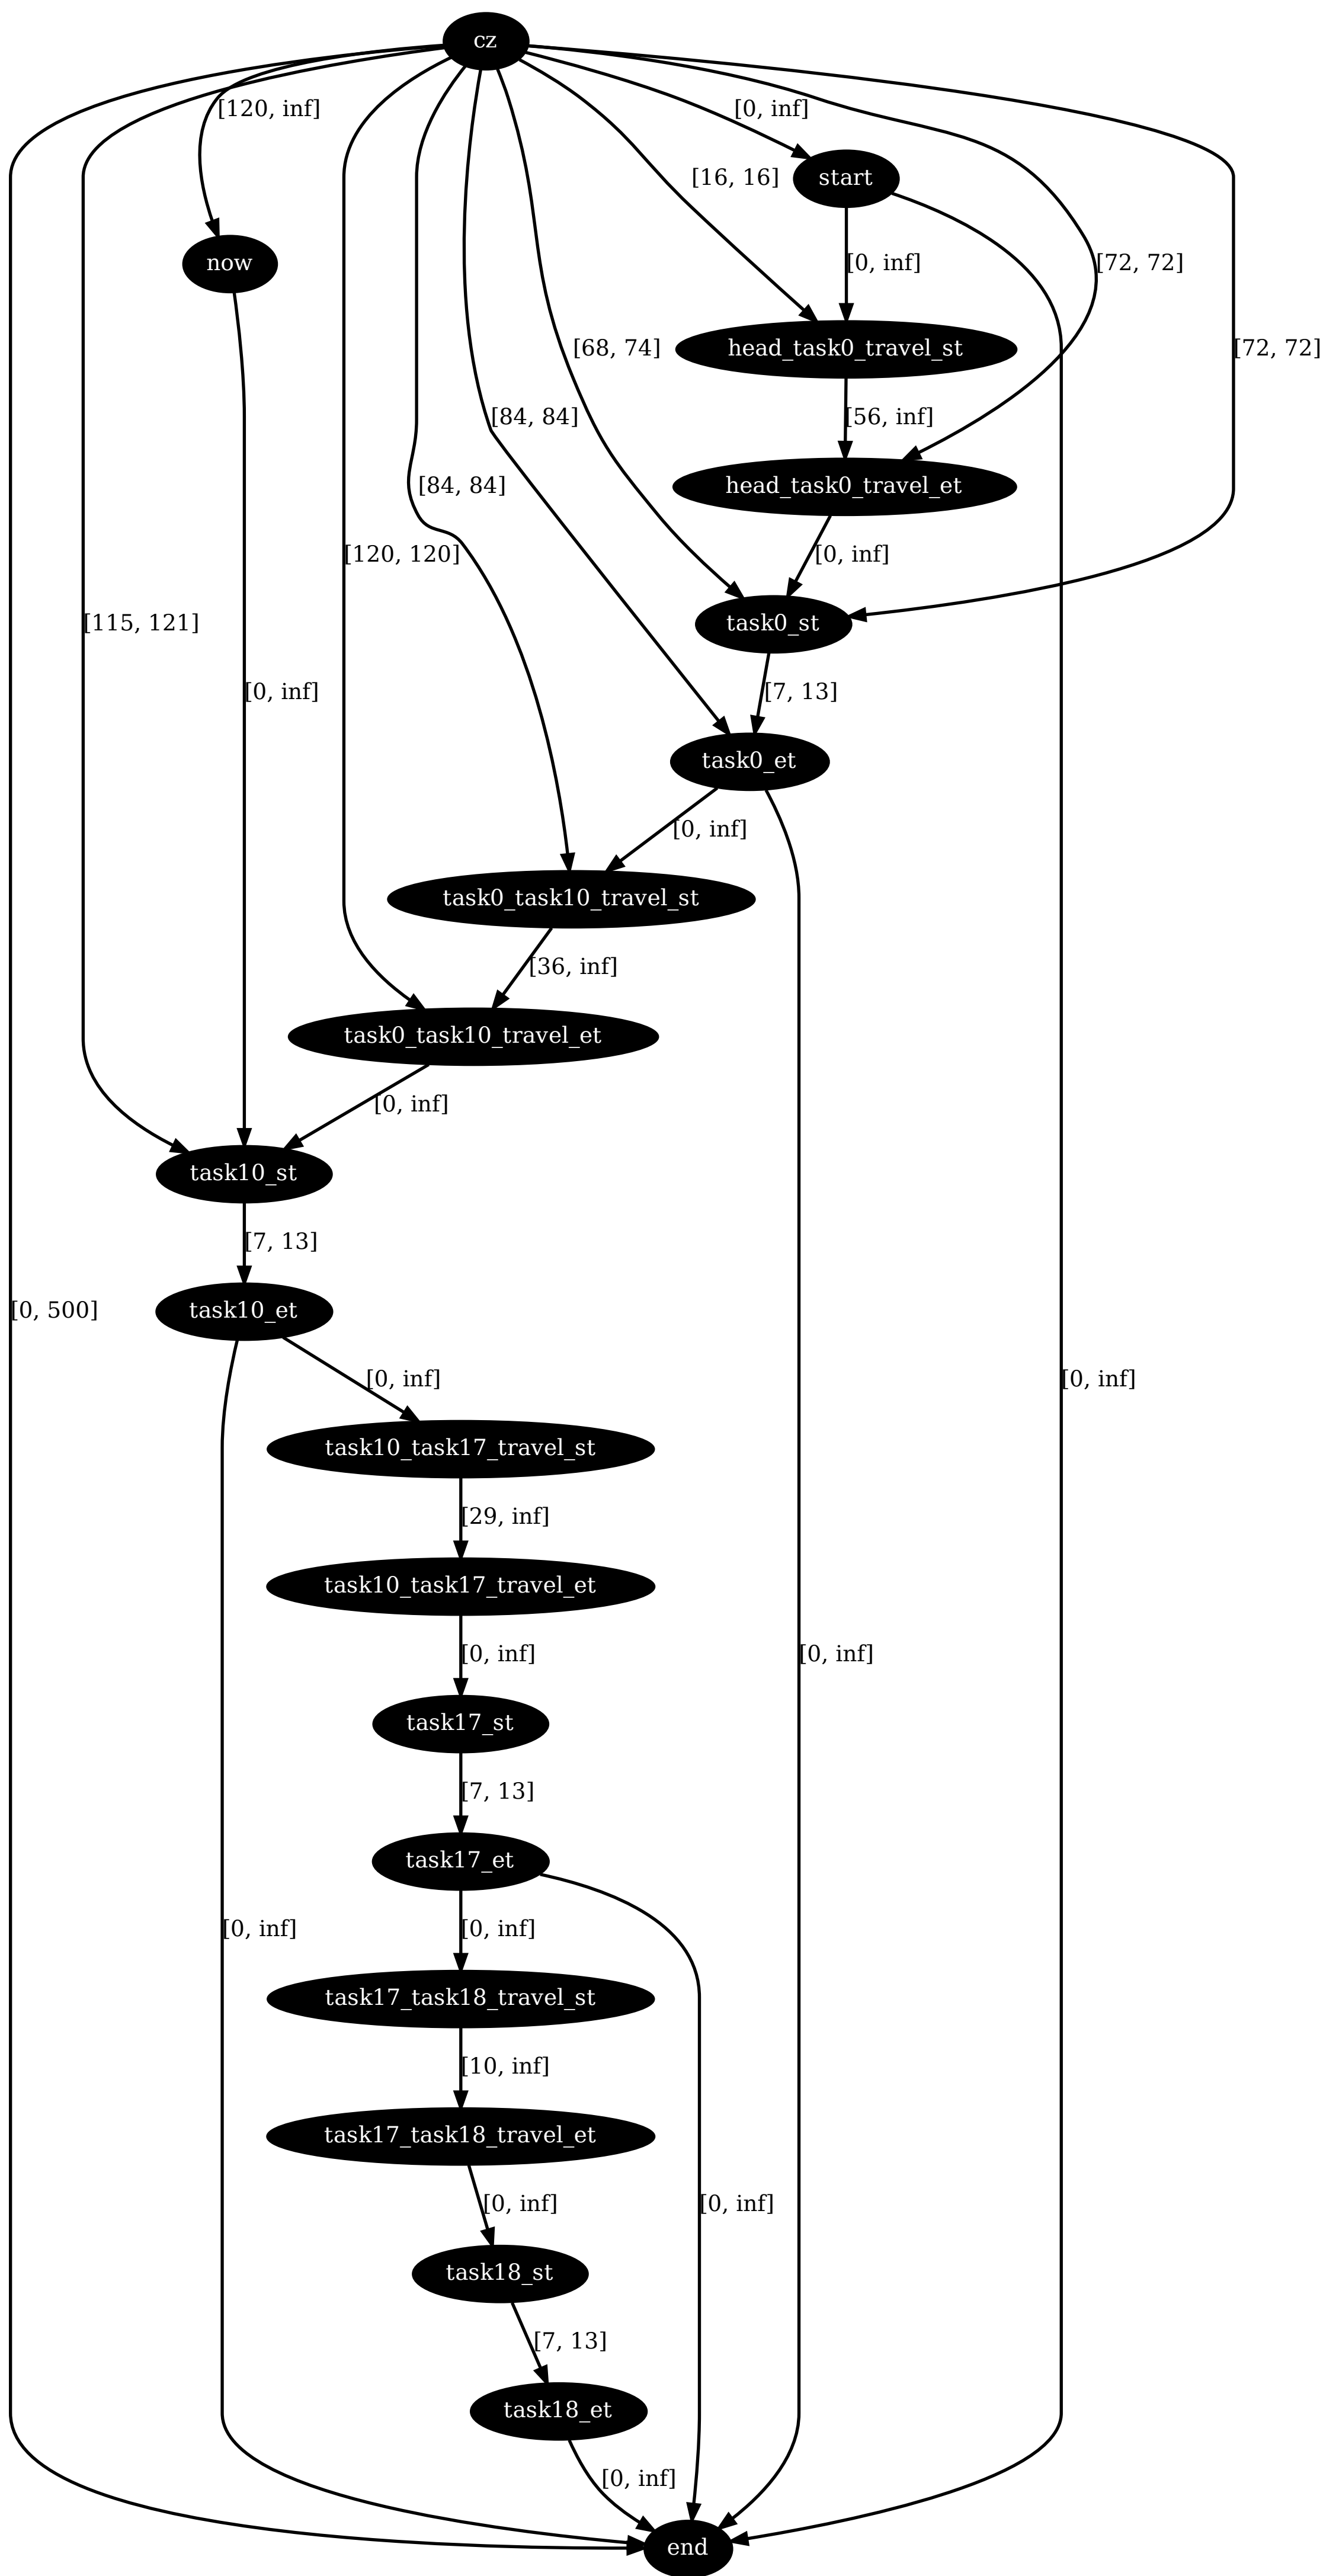 cz
[120, inf]
[0, inf]
start
[16, 16]
now
[0, inf]
[72, 72]
head_task0_travel_st
[68, 74]
[72, 72]
[84, 84]
[56, inf]
[84, 84]
head_task0_travel_et
[120, 120]
[0, inf]
[115, 121]
task0_st
[0, inf]
[7, 13]
task0_et
[0, inf]
task0_task10_travel_st
[36, inf]
task0_task10_travel_et
[0, inf]
task10_st
[7, 13]
[0, 500]
task10_et
[0, inf]
[0, inf]
task10_task17_travel_st
[29, inf]
task10_task17_travel_et
[0, inf]
[0, inf]
task17_st
[7, 13]
task17_et
[0, inf]
[0, inf]
task17_task18_travel_st
[10, inf]
task17_task18_travel_et
[0, inf]
[0, inf]
task18_st
[7, 13]
task18_et
[0, inf]
end